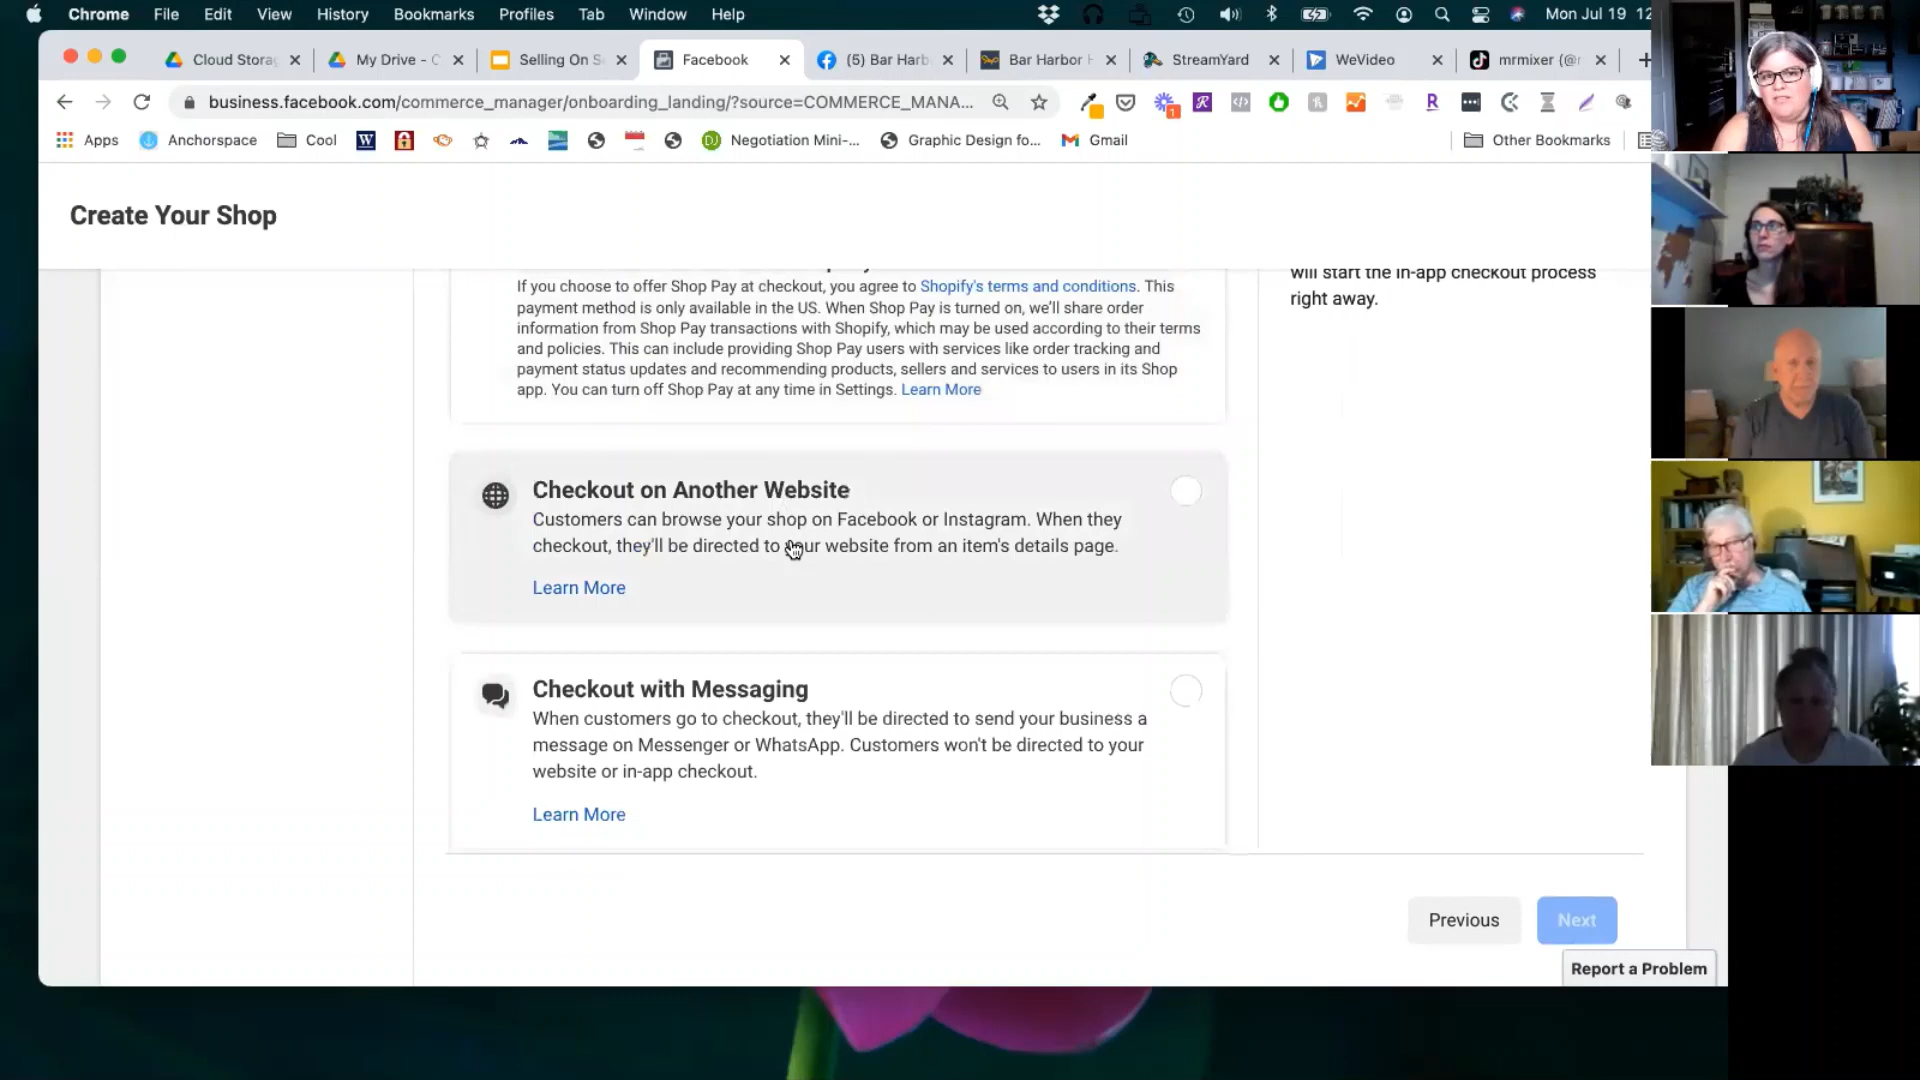 Chrome File Edit View History Bookmarks Profiles Tab Window Help Mon Jul 19 12
Cloud Stora My Drive - C Selling On S Facebook (5) Bar Harb Bar Harbor StreamYard WeVideo mrmixer (@r
business.facebook.com/commerce_manager/onboarding_landing/?source=COMMERCE_MANA...
Apps Anchorspace Cool Negotiation Mini-... Graphic Design fo... Gmail Other Bookmarks
Create Your Shop
will start the in-app checkout process
right away.
If you choose to offer Shop Pay at checkout, you agree to Shopify's terms and conditions. This
payment method is only available in the US. When Shop Pay is turned on, we'll share order
information from Shop Pay transactions with Shopify, which may be used according to their terms
and policies. This can include providing Shop Pay users with services like order tracking and
payment status updates and recommending products, sellers and services to users in its Shop
app. You can turn off Shop Pay at any time in Settings. Learn More
Checkout on Another Website
Customers can browse your shop on Facebook or Instagram. When they
checkout, they'll be directed to your website from an item's details page.
Learn More
Checkout with Messaging
When customers go to checkout, they'll be directed to send your business a
message on Messenger or WhatsApp. Customers won't be directed to your
website or in-app checkout.
Learn More
Previous Next
Report a Problem